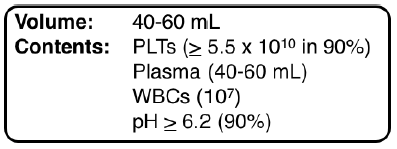 Volume: 40-60 mL
Contents: PLTs (≥ 5.5 x 10¹⁰ in 90%)
Plasma (40-60 mL)
WBCs (10⁷)
pH ≥ 6.2 (90%)